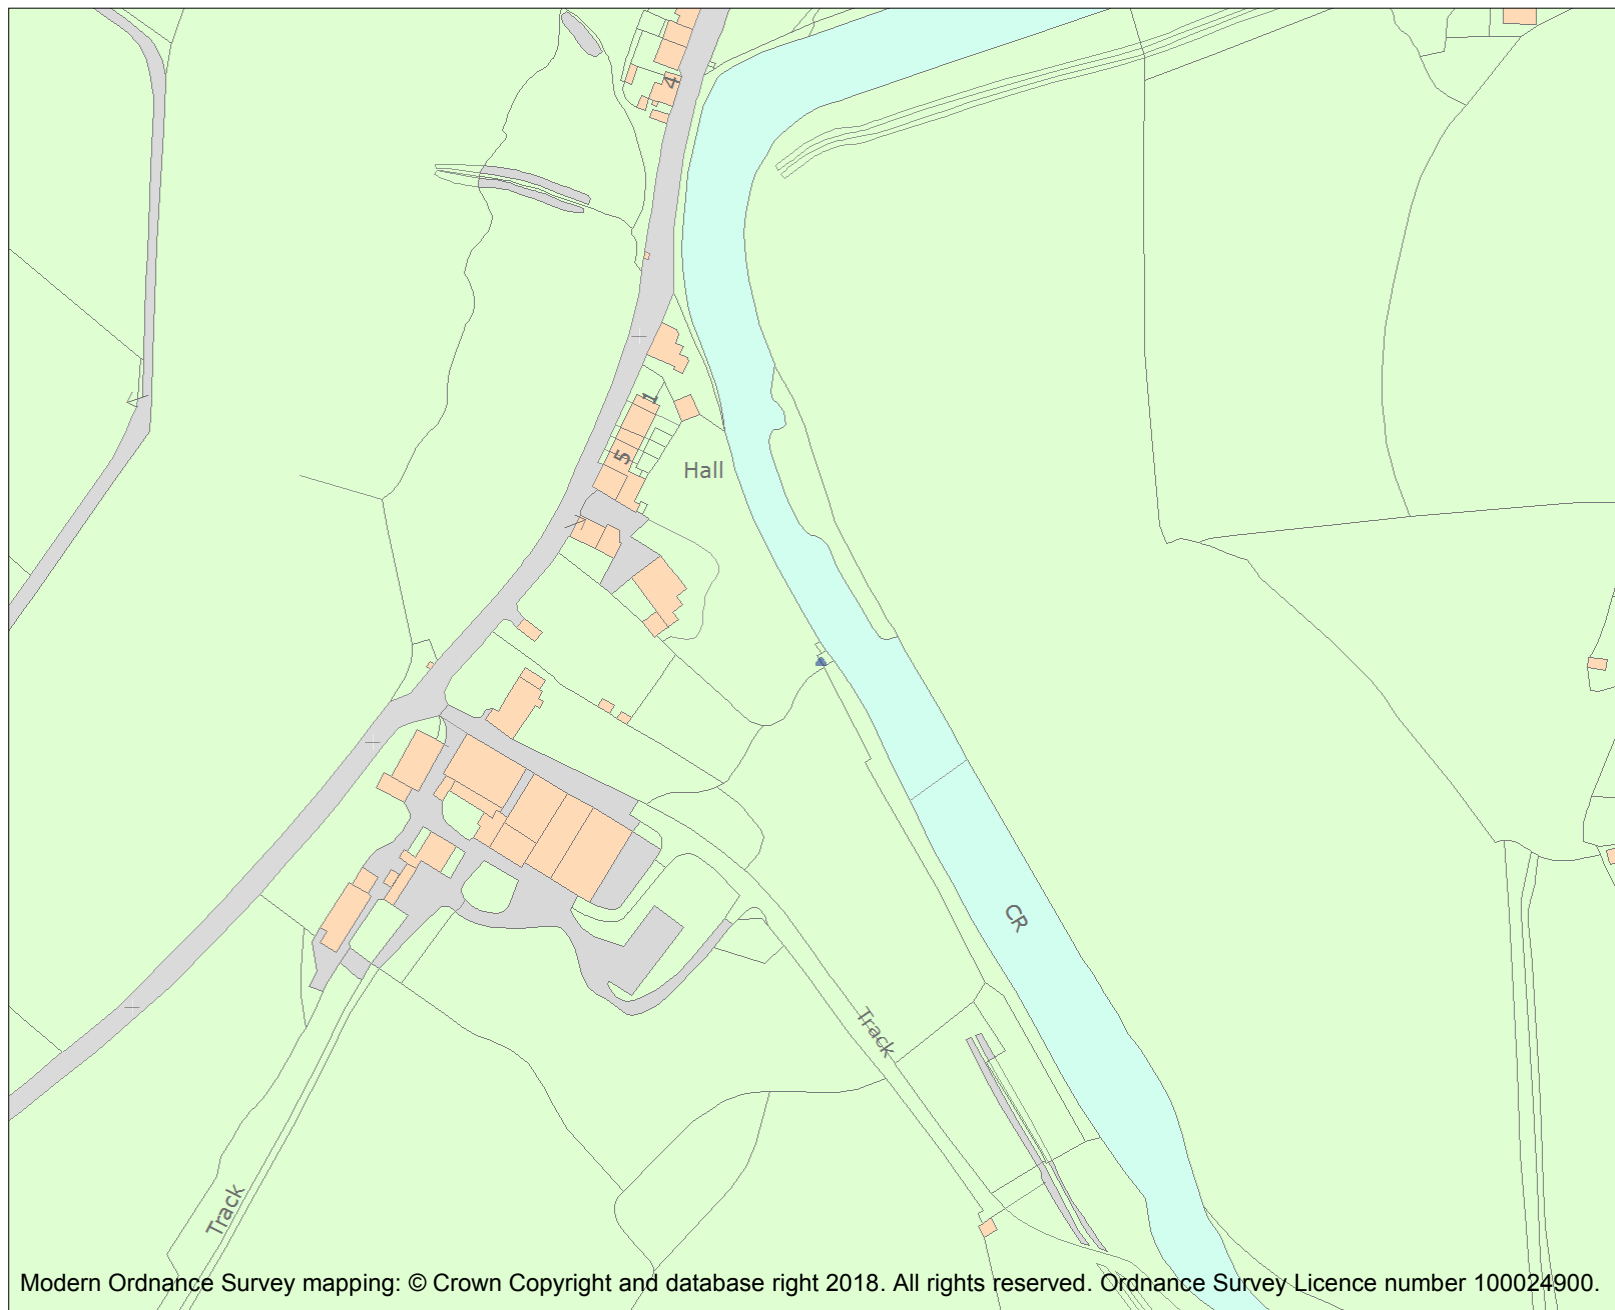 4
1
5
Hall
CR
Track
Track
Modern Ordnance Survey mapping: © Crown Copyright and database right 2018. All rights reserved. Ordnance Survey Licence number 100024900.